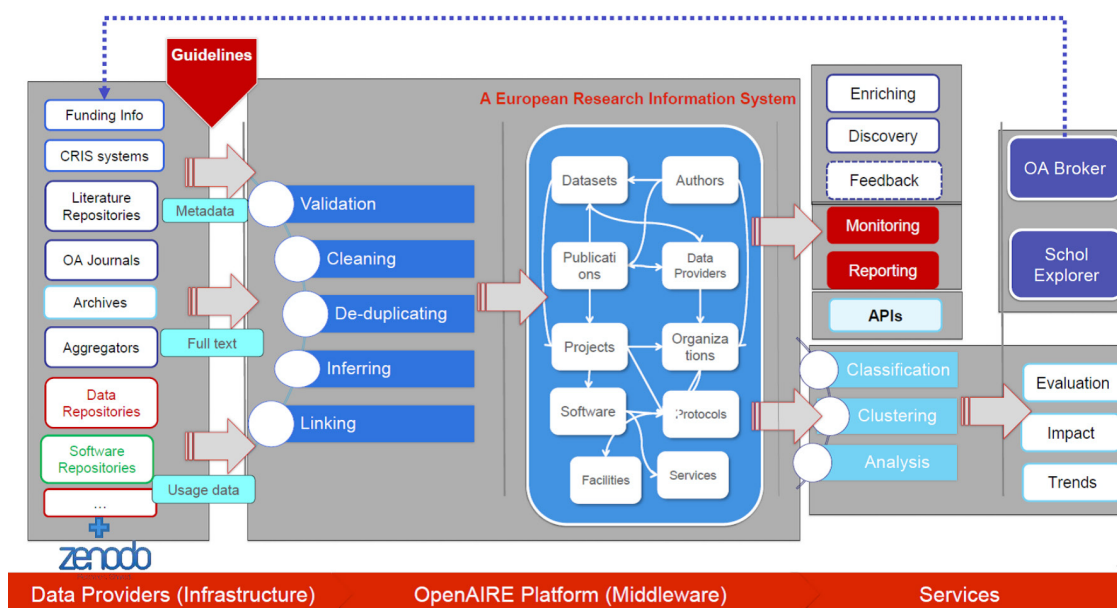 Guidelines
A European Research Information System
Funding Info
CRIS systems
Literature
Repositories
OA Journals
Archives
Aggregators
Data
Repositories
Software
Repositories
...
zenodo
Metadata
Full text
Usage data
Validation
Cleaning
De-duplicating
Inferring
Linking
Datasets
Authors
Publicati
ons
Data
Providers
Projects
Organiza
tions
Software
Protocols
Facilities
Services
Enriching
Discovery
Feedback
Monitoring
Reporting
APIs
Classification
Clustering
Analysis
OA Broker
Schol
Explorer
Evaluation
Impact
Trends
Data Providers (Infrastructure)
OpenAIRE Platform (Middleware)
Services